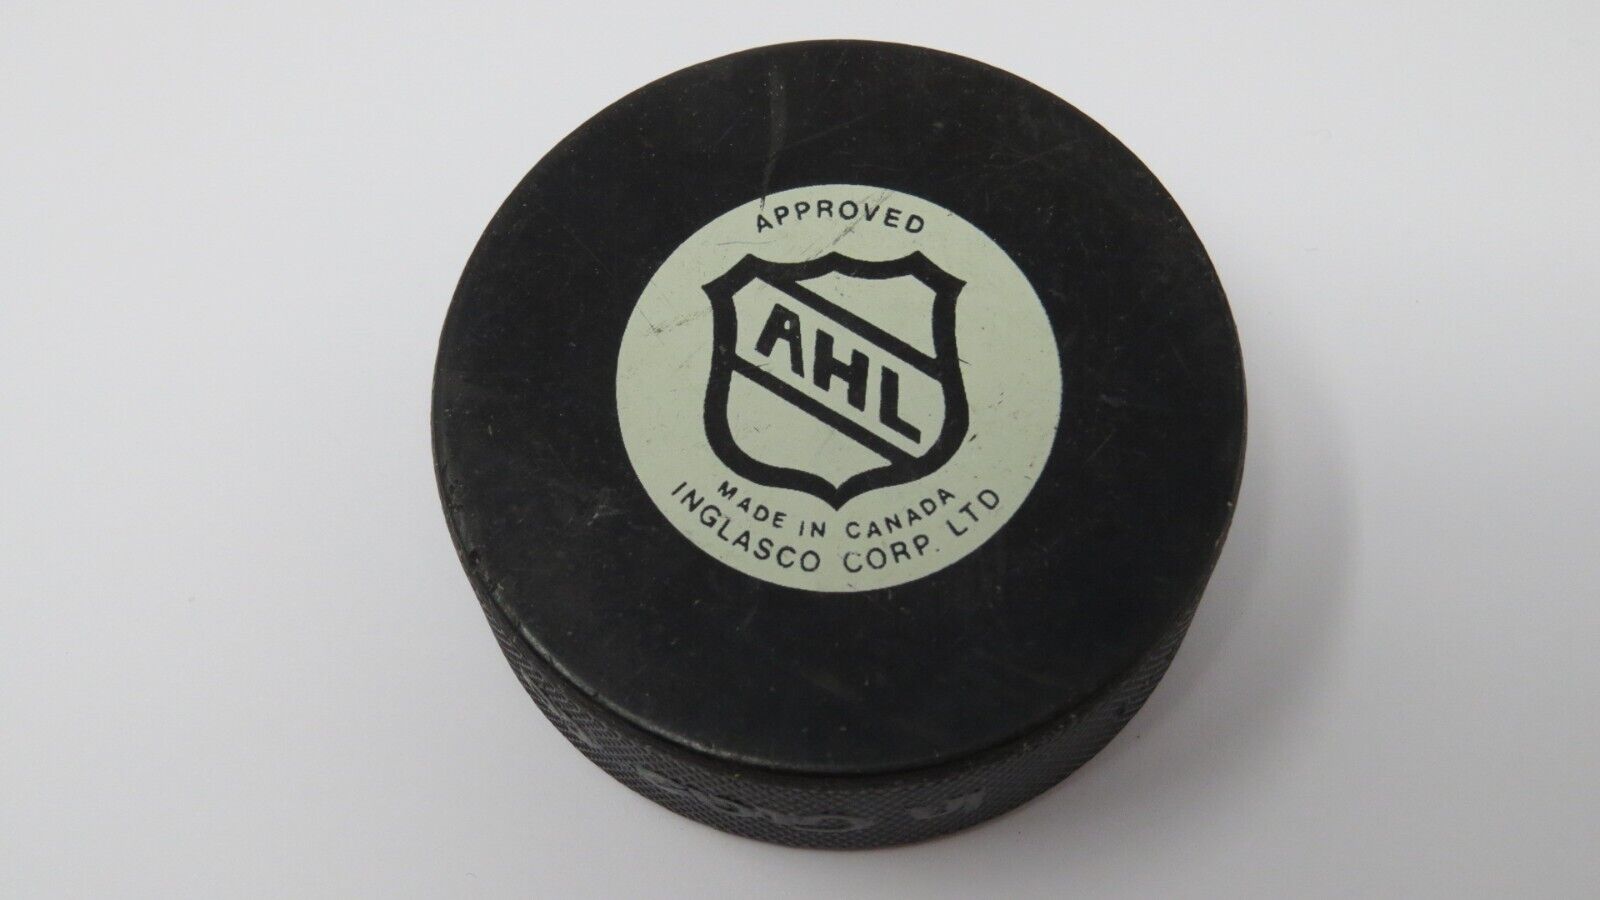 APPROVED
AHL
MADE IN CANADA
INGLASCO CORP. LTD